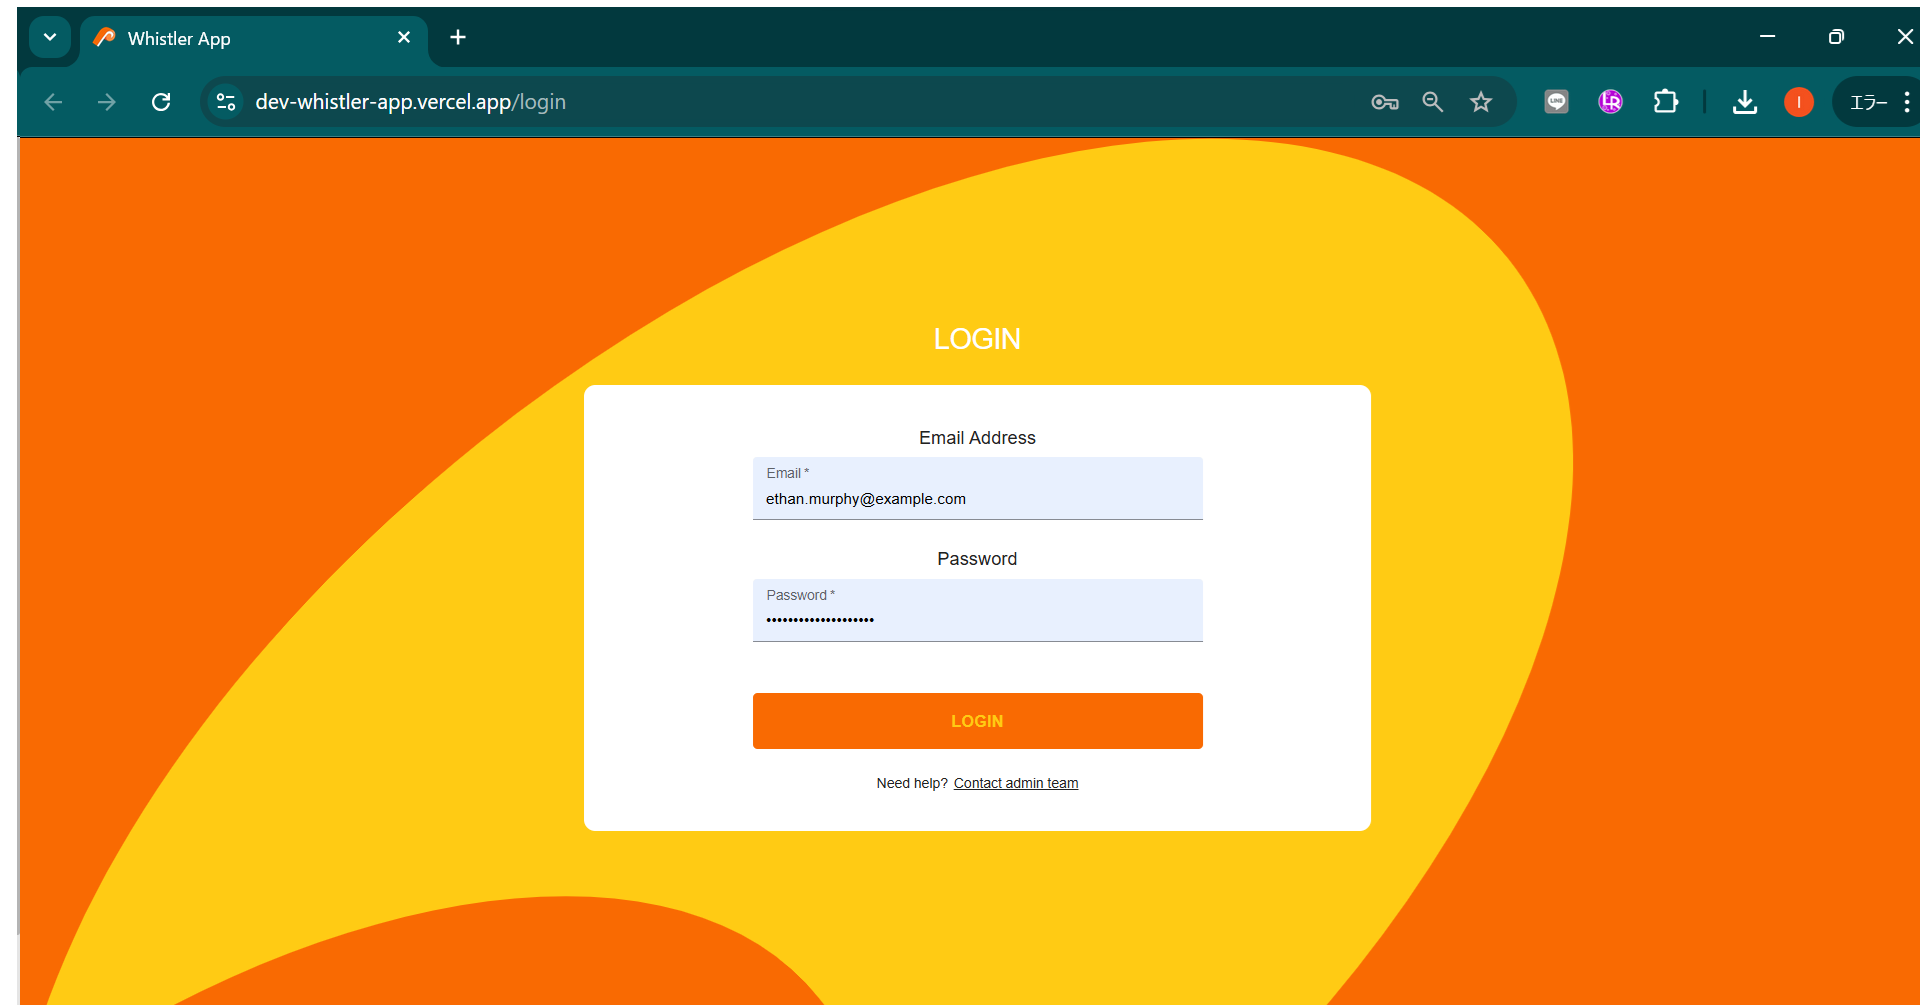 Whistler App
dev-whistler-app.vercel.app/login
LINE
LR
I
エラー
LOGIN
Email Address
Email *
ethan.murphy@example.com
Password
Password *
••••••••••••••••••••
LOGIN
Need help? Contact admin team